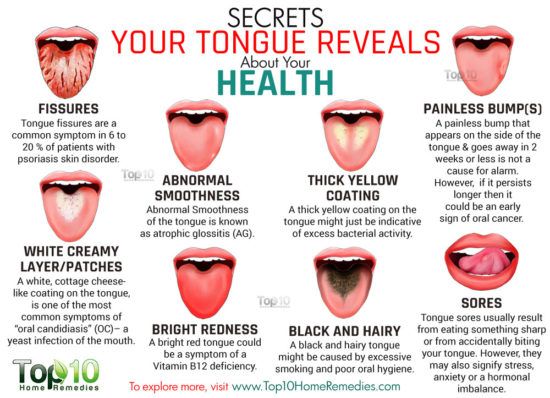 SECRETS
YOUR TONGUE REVEALS
About Your
HEALTH
FISSURES
Tongue fissures are a
common symptom in 6 to
20 % of patients with
psoriasis skin disorder.
Top10
ABNORMAL
SMOOTHNESS
Abnormal Smoothness
of the tongue is known
as atrophic glossitis (AG).
THICK YELLOW
COATING
A thick yellow coating on the
tongue might just be indicative
of excess bacterial activity.
Top10
PAINLESS BUMP(S)
A painless bump that
appears on the side of the
tongue & goes away in 2
weeks or less is not a
cause for alarm.
However, if it persists
longer then it
could be an early
sign of oral cancer.
WHITE CREAMY
LAYER/PATCHES
A white, cottage cheese-
like coating on the tongue,
is one of the most
common symptoms of
“oral candidiasis” (OC)– a
yeast infection of the mouth.
BRIGHT REDNESS
A bright red tongue could
be a symptom of a
Vitamin B12 deficiency.
Top10
BLACK AND HAIRY
A black and hairy tongue
might be caused by excessive
smoking and poor oral hygiene.
SORES
Tongue sores usually result
from eating something sharp
or from accidentally biting
your tongue. However, they
may also signify stress,
anxiety or a hormonal
imbalance.
Top10
Home Remedies
To explore more, visit www.Top10HomeRemedies.com